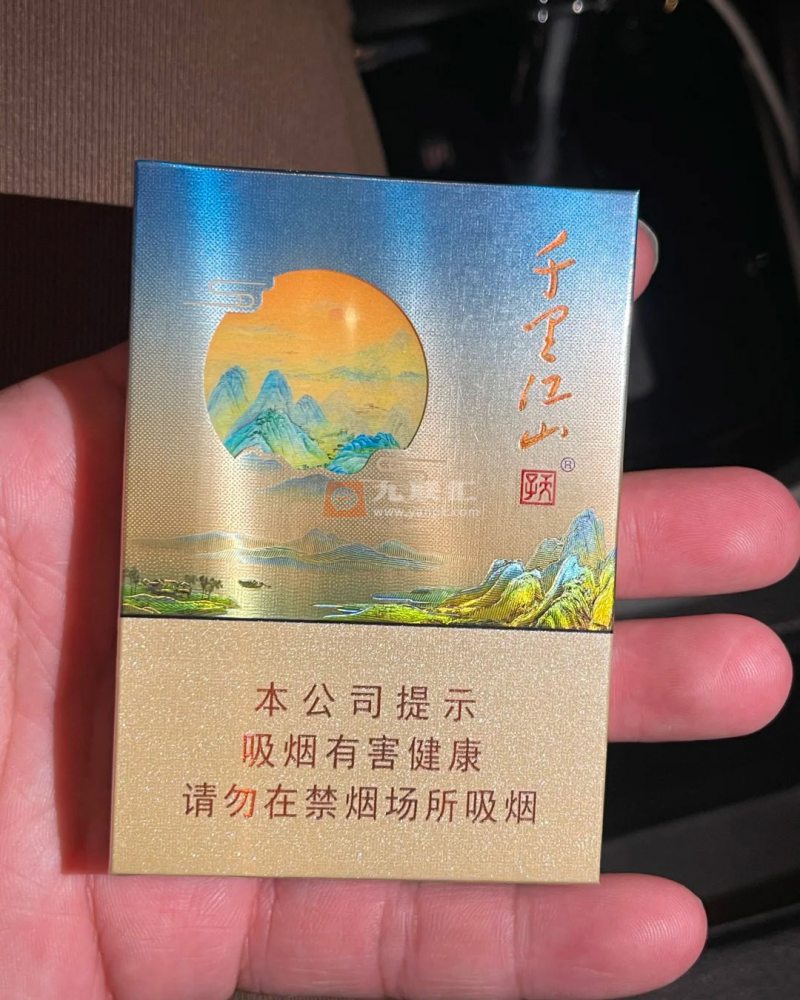 千里江山
®
本公司提示
吸烟有害健康
请勿在禁烟场所吸烟